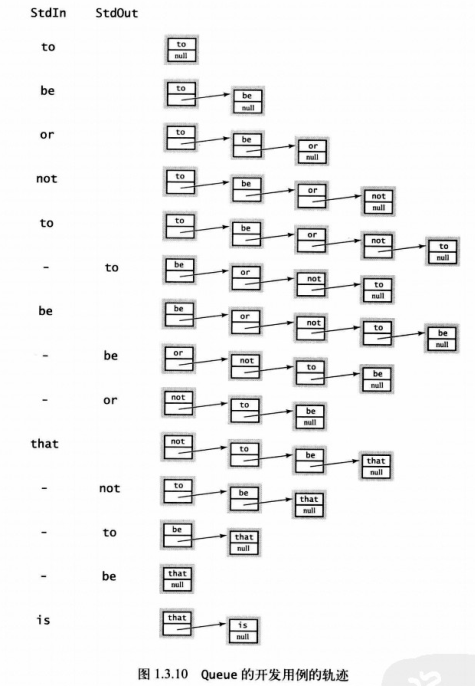 StdIn StdOut
to
to
null
be
to
be
null
or
to
be
or
null
not
to
be
or
not
null
to
to
be
or
not
to
null
- to
be
or
not
to
null
be
be
or
not
to
be
null
- be
or
not
to
be
null
- or
not
to
be
null
that
not
to
be
that
null
- not
to
be
that
null
- to
be
that
null
- be
that
null
is
that
is
null
图 1.3.10 Queue 的开发用例的轨迹